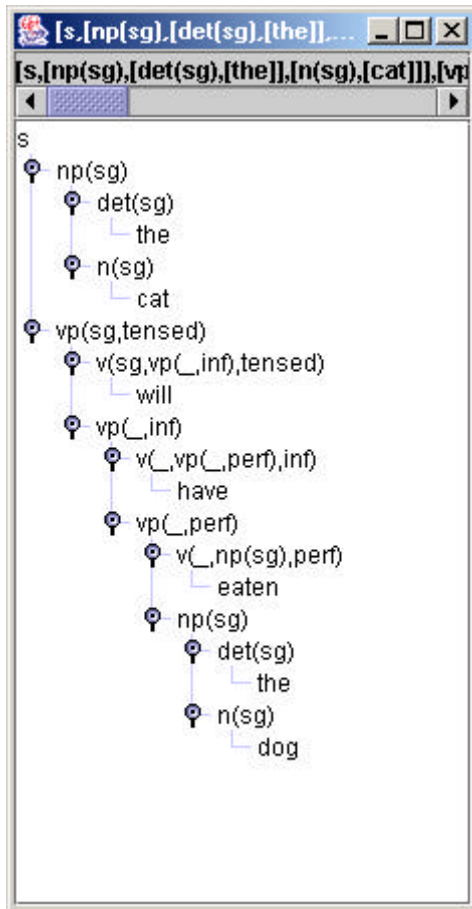 [s,[np(sg),[det(sg),[the]],...
[s,[np(sg),[det(sg),[the]],[n(sg),[cat]]],[vp
s
np(sg)
det(sg)
the
n(sg)
cat
vp(sg,tensed)
v(sg,vp(_,inf),tensed)
will
vp(_,inf)
v(_,vp(_,perf),inf)
have
vp(_,perf)
v(_,np(sg),perf)
eaten
np(sg)
det(sg)
the
n(sg)
dog